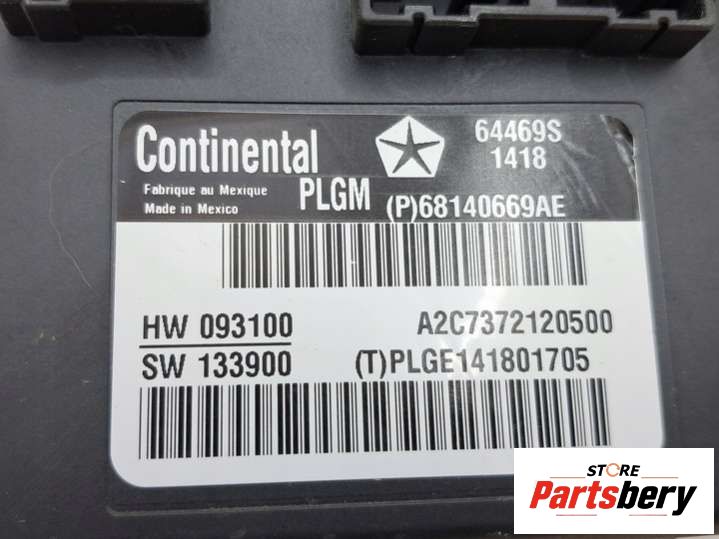 Continental
64469S
1418
Fabrique au Mexique
Made in Mexico
PLGM
(P)68140669AE
HW 093100
A2C7372120500
SW 133900
(T)PLGE141801705
STORE
Partsbery